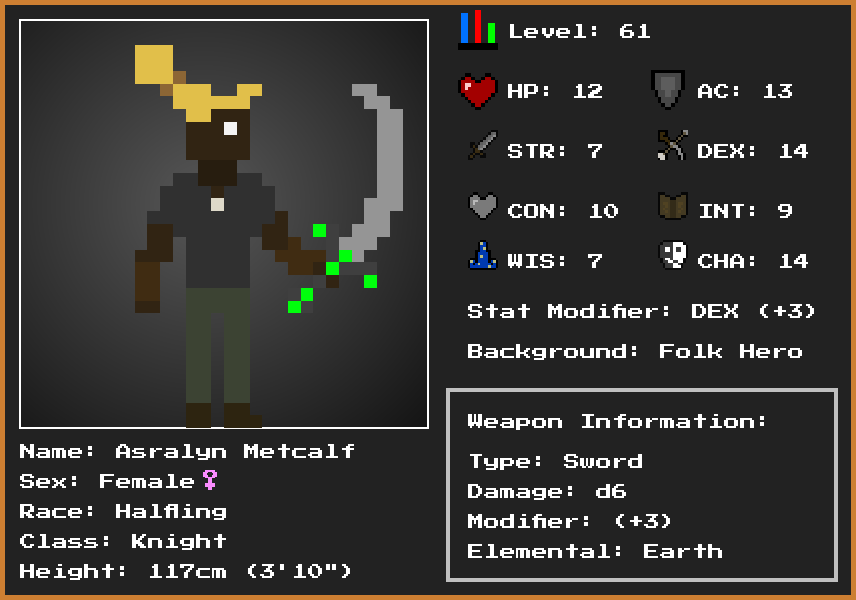 Level: 61
HP: 12
AC: 13
STR: 7
DEX: 14
CON: 10
INT: 9
WIS: 7
CHA: 14
Stat Modifier: DEX (+3)
Background: Folk Hero
Weapon Information:
Type: Sword
Damage: d6
Modifier: (+3)
Elemental: Earth
Name: Asralyn Metcalf
Sex: Female♀
Race: Halfling
Class: Knight
Height: 117cm (3'10")